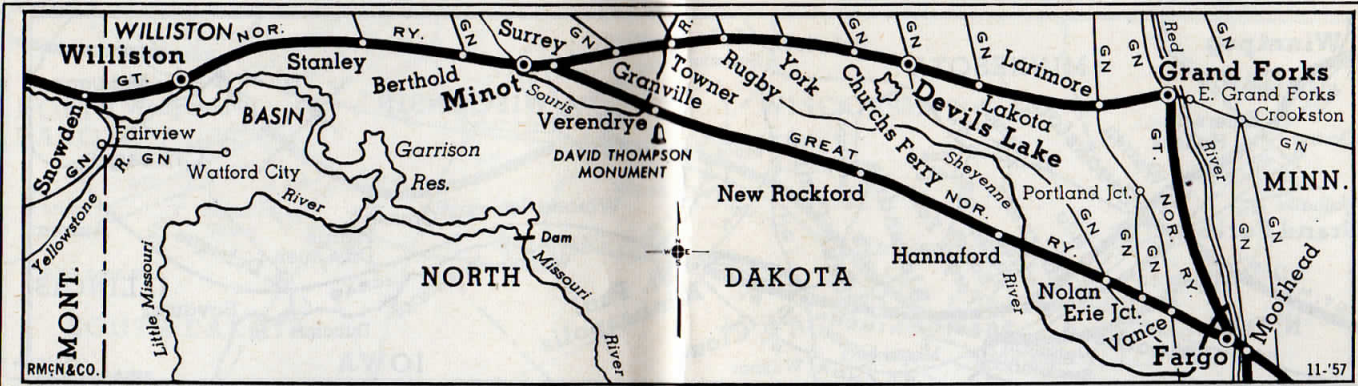 WILLISTON
BASIN
NOR.
RY.
GN
Surrey
GN
R.
GN
GN
GN
GN
Red
River
GN
Williston
GT.
Stanley
Berthold
Minot
Souris
Granville
Towner
Rugby
York
Churchs Ferry
Devils Lake
Lakota
Larimore
Grand Forks
E. Grand Forks
Crookston
GN
Snowden
Fairview
GN
GN
Watford City
R.
Yellowstone
Garrison
Res.
Verendrye
DAVID THOMPSON
MONUMENT
GREAT
NOR.
RY.
New Rockford
Sheyenne
River
Portland Jct.
GN
GN
GN
GT.
NOR.
RY.
GN
GN
MINN.
Hannaford
Little Missouri
River
Dam
Missouri
River
MONT.
NORTH DAKOTA
N
W E
S
Nolan
Erie Jct.
Vance
Fargo
Moorhead
RMCN&CO.
11-'57